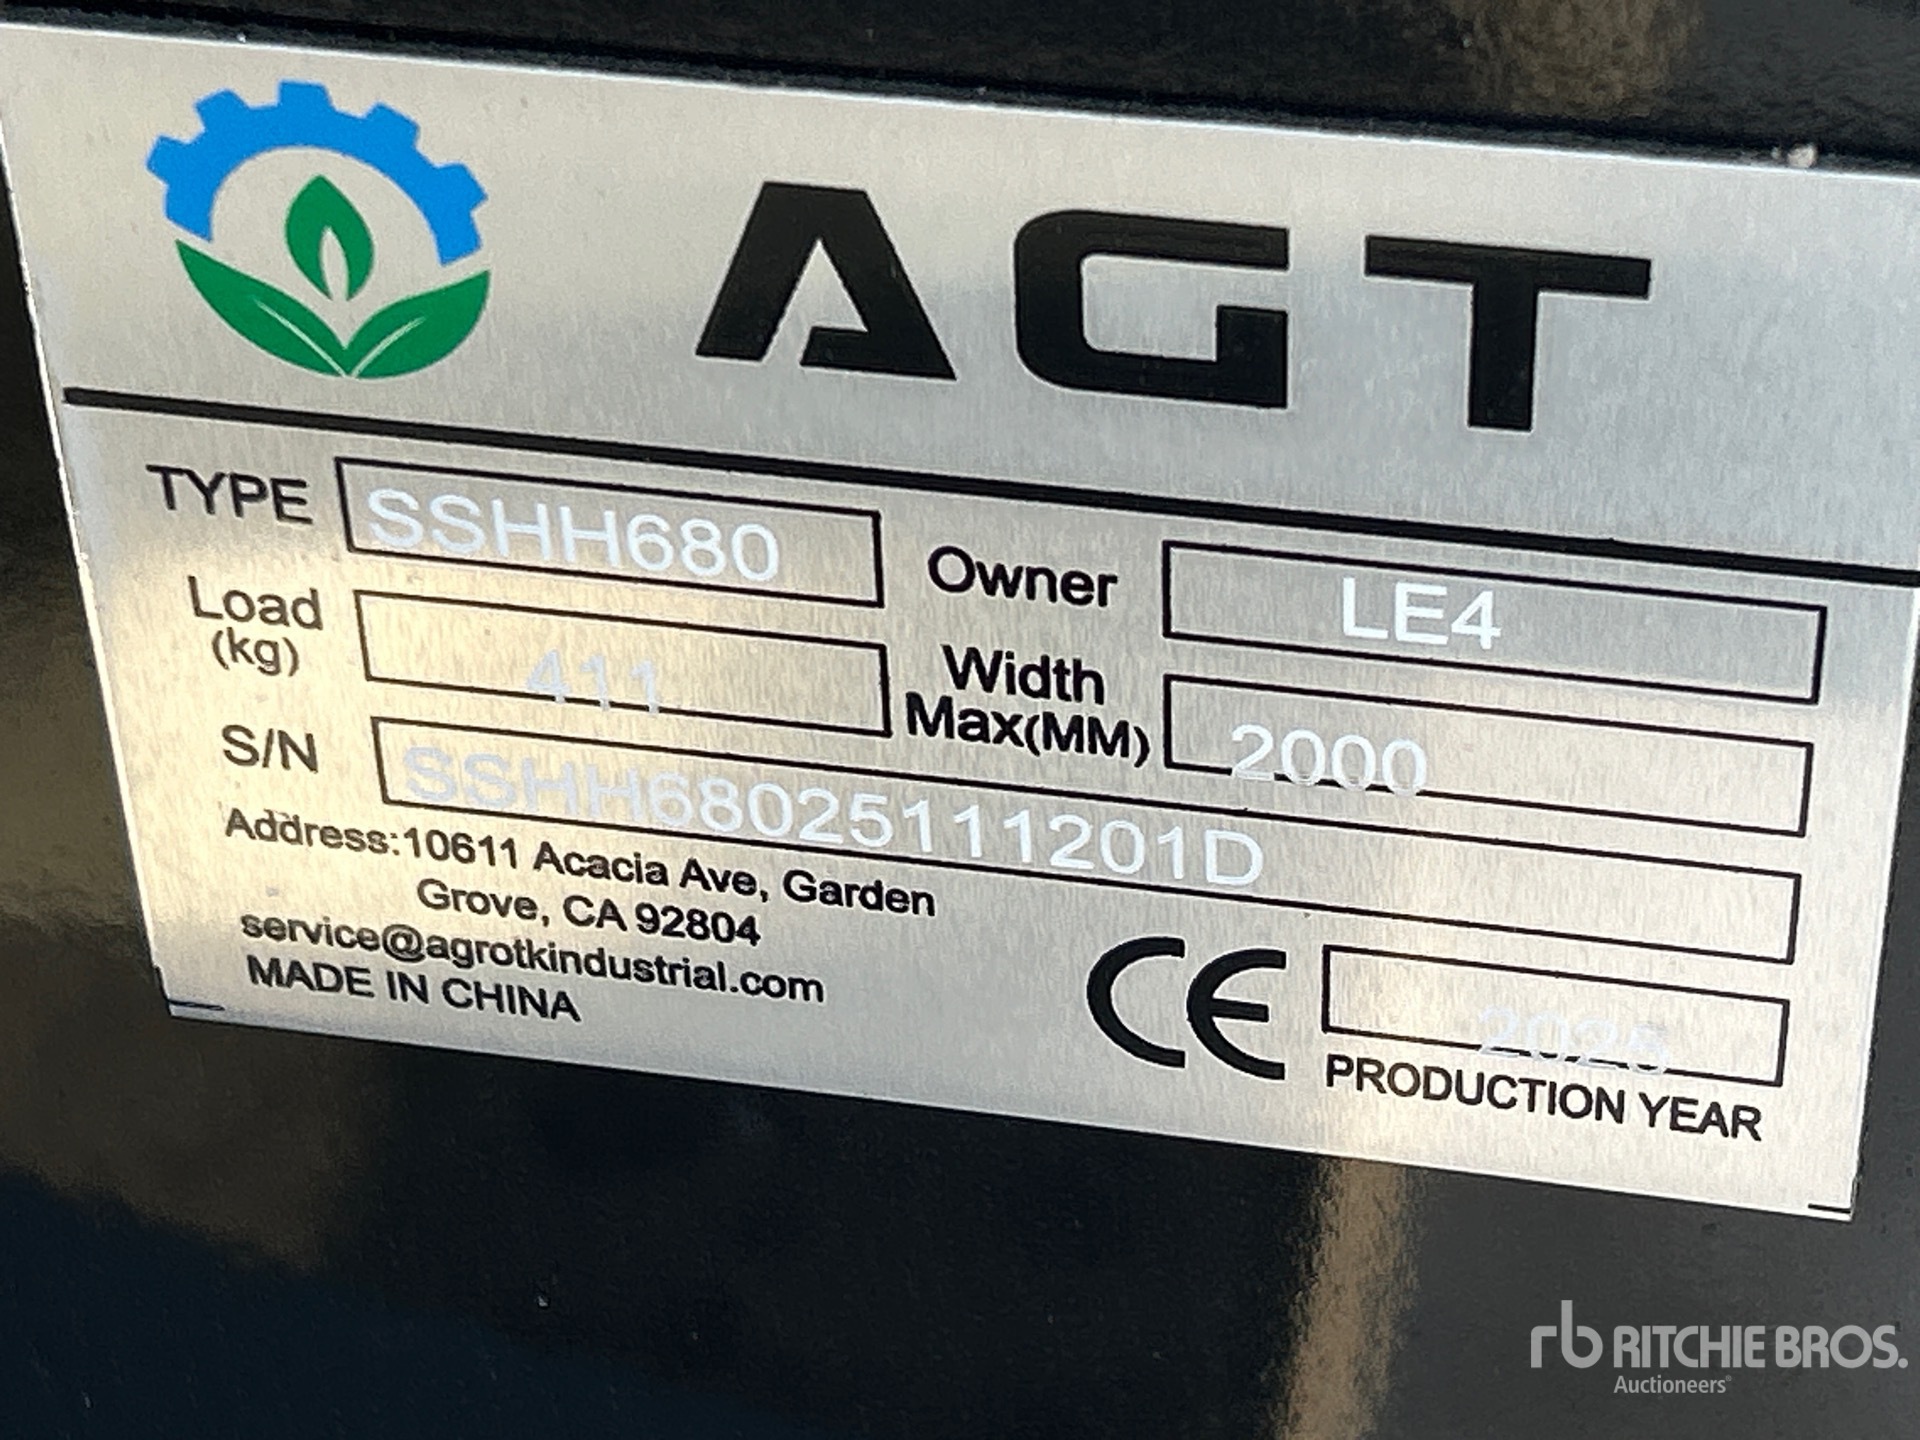 AGT
TYPE SSHH680 Owner LE4
Load (kg) 411 Width Max(MM) 2000
S/N SSHH68025111201D
Address:10611 Acacia Ave, Garden
Grove, CA 92804
service@agrotkindustrial.com
MADE IN CHINA
CE
PRODUCTION YEAR
rb RITCHIE BROS.
Auctioneers